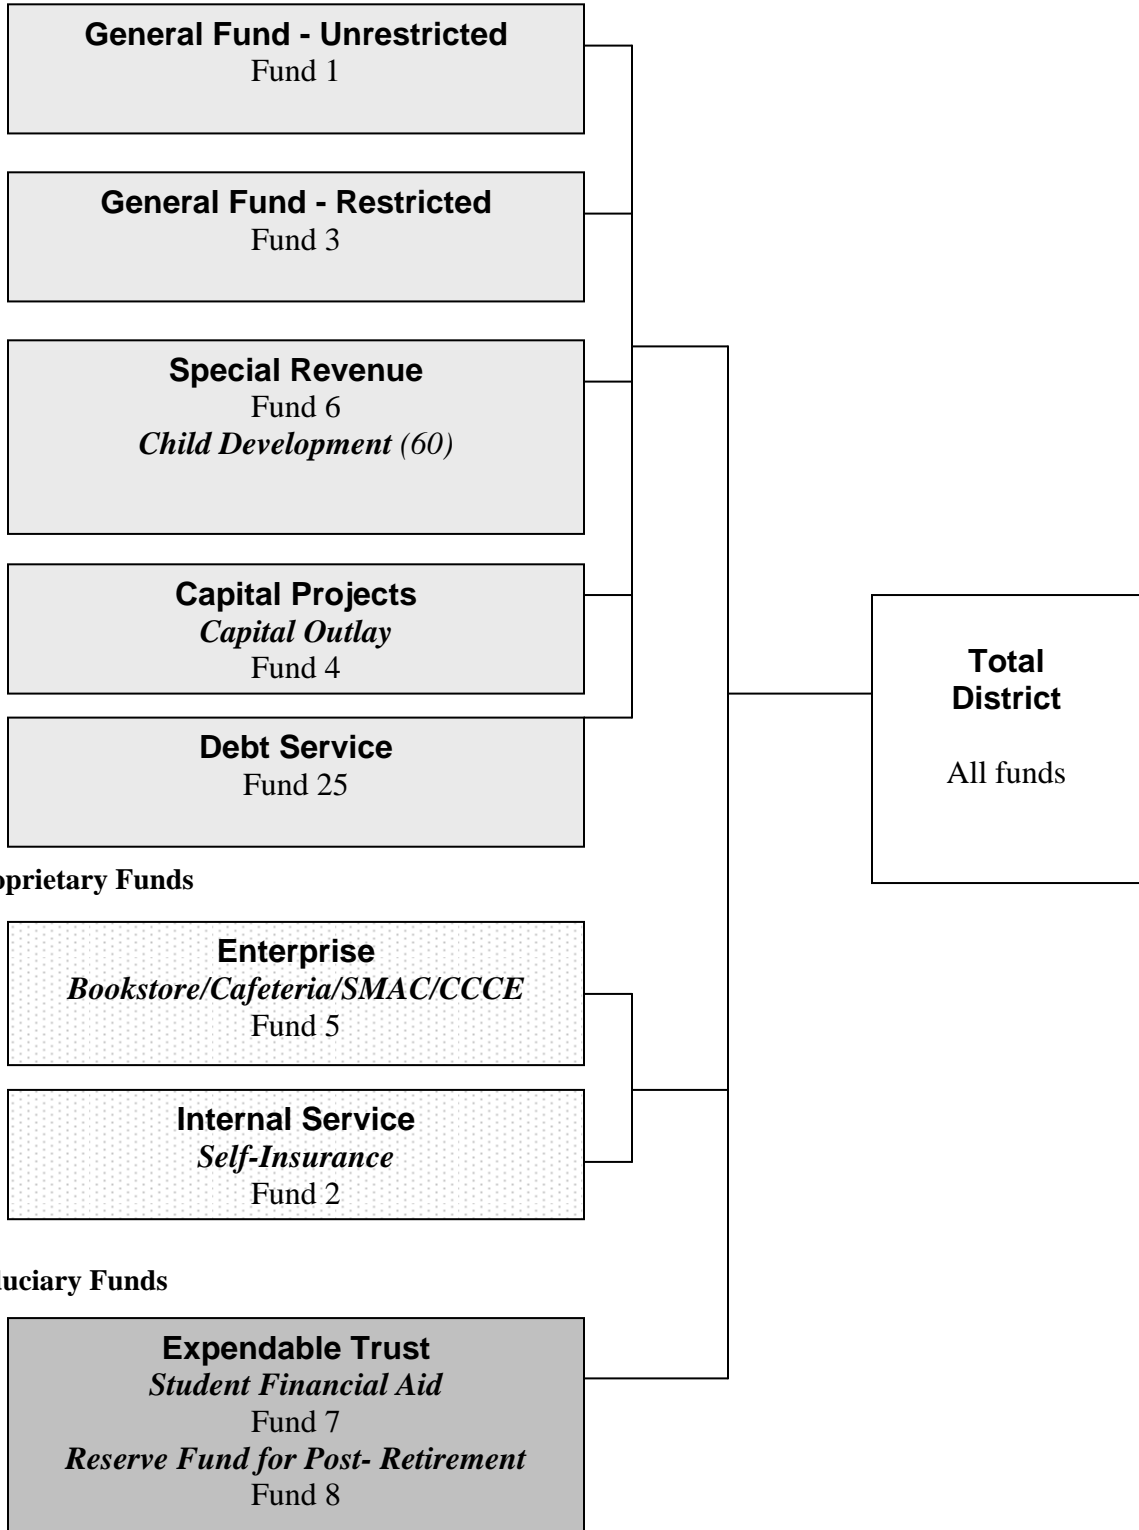 General Fund - Unrestricted
Fund 1
General Fund - Restricted
Fund 3
Special Revenue
Fund 6
Child Development (60)
Capital Projects
Capital Outlay
Fund 4
Debt Service
Fund 25
Total
District
All funds
oprietary Funds
Enterprise
Bookstore/Cafeteria/SMAC/CCCE
Fund 5
Internal Service
Self-Insurance
Fund 2
duciary Funds
Expendable Trust
Student Financial Aid
Fund 7
Reserve Fund for Post- Retirement
Fund 8